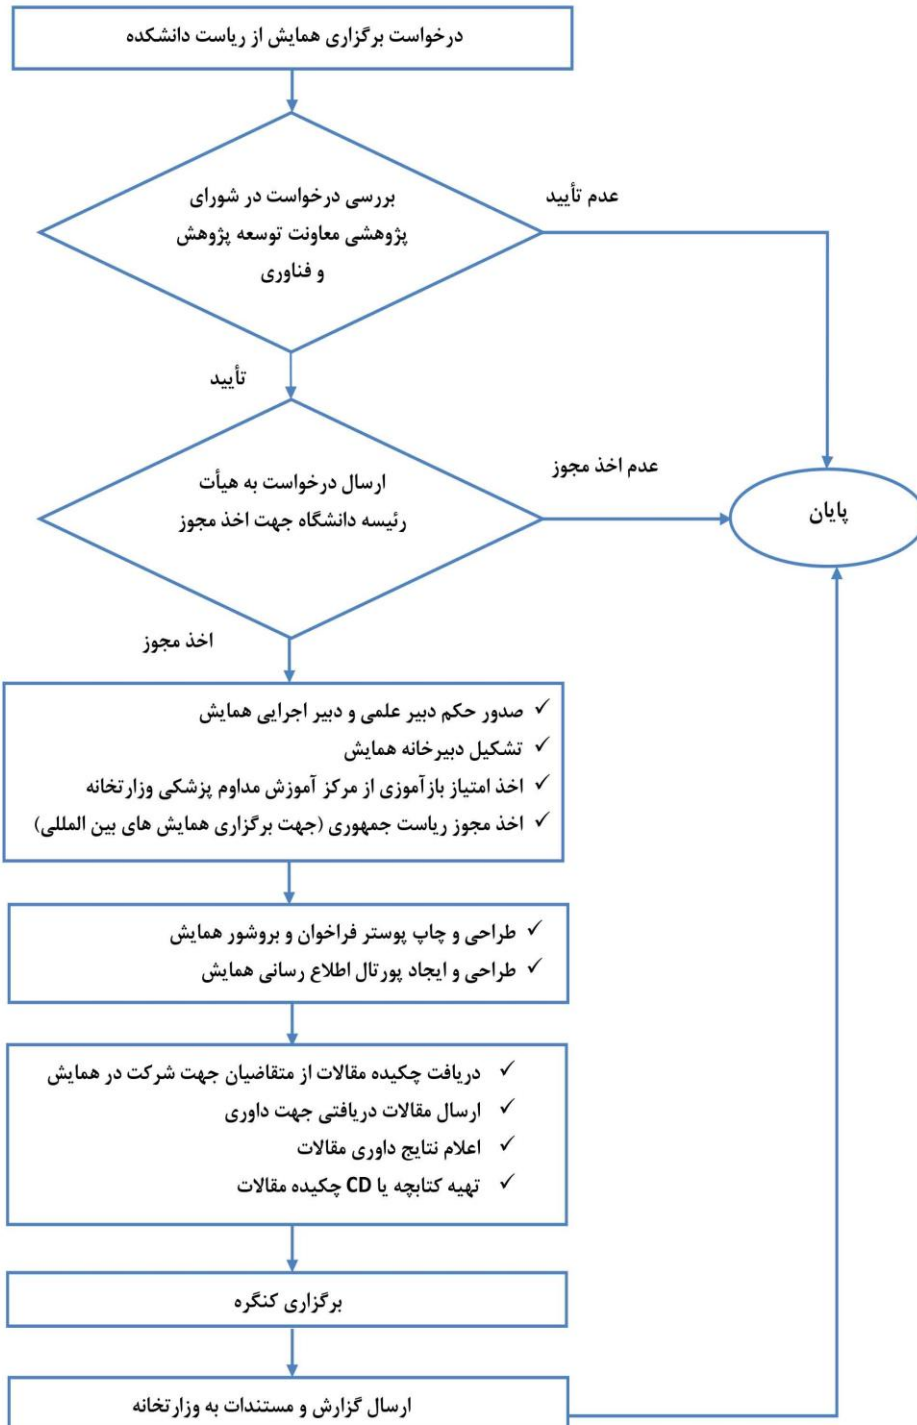 درخواست برگزاری همایش از ریاست دانشکده
بررسی درخواست در شورای
پژوهشی معاونت توسعه پژوهش
و فناوری
عدم تأیید
تأیید
ارسال درخواست به هیأت
رئیسه دانشگاه جهت اخذ مجوز
عدم اخذ مجوز
پایان
اخذ مجوز
✓ صدور حکم دبیر علمی و دبیر اجرایی همایش
✓ تشکیل دبیرخانه همایش
✓ اخذ امتیاز بازآموزی از مرکز آموزش مداوم پزشکی وزارتخانه
✓ اخذ مجوز ریاست جمهوری (جهت برگزاری همایش های بین المللی)
✓ طراحی و چاپ پوستر فراخوان و بروشور همایش
✓ طراحی و ایجاد پورتال اطلاع رسانی همایش
✓ دریافت چکیده مقالات از متقاضیان جهت شرکت در همایش
✓ ارسال مقالات دریافتی جهت داوری
✓ اعلام نتایج داوری مقالات
✓ تهیه کتابچه یا CD چکیده مقالات
برگزاری کنگره
ارسال گزارش و مستندات به وزارتخانه